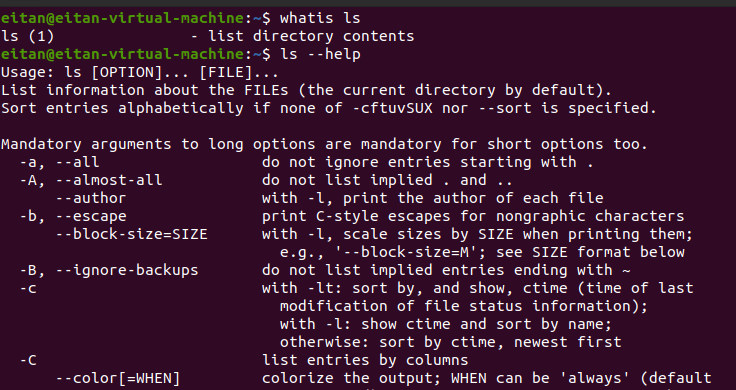 eitan@eitan-virtual-machine:~$ whatis ls
ls (1)               - list directory contents
eitan@eitan-virtual-machine:~$ ls --help
Usage: ls [OPTION]... [FILE]...
List information about the FILEs (the current directory by default).
Sort entries alphabetically if none of -cftuvSUX nor --sort is specified.

Mandatory arguments to long options are mandatory for short options too.
  -a, --all                  do not ignore entries starting with .
  -A, --almost-all           do not list implied . and ..
      --author               with -l, print the author of each file
  -b, --escape               print C-style escapes for nongraphic characters
      --block-size=SIZE      with -l, scale sizes by SIZE when printing them;
                               e.g., '--block-size=M'; see SIZE format below
  -B, --ignore-backups       do not list implied entries ending with ~
  -c                         with -lt: sort by, and show, ctime (time of last
                               modification of file status information);
                               with -l: show ctime and sort by name;
                               otherwise: sort by ctime, newest first
  -C                         list entries by columns
      --color[=WHEN]         colorize the output; WHEN can be 'always' (default